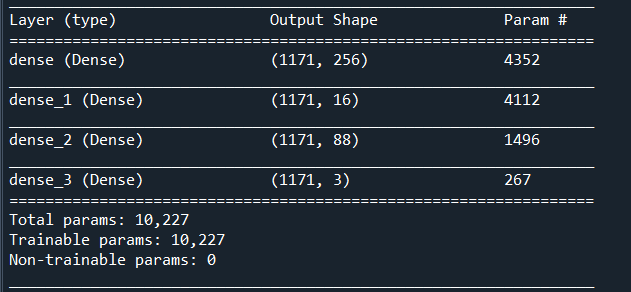 Layer (type) Output Shape Param #
=================================================================
dense (Dense) (1171, 256) 4352
dense_1 (Dense) (1171, 16) 4112
dense_2 (Dense) (1171, 88) 1496
dense_3 (Dense) (1171, 3) 267
=================================================================
Total params: 10,227
Trainable params: 10,227
Non-trainable params: 0